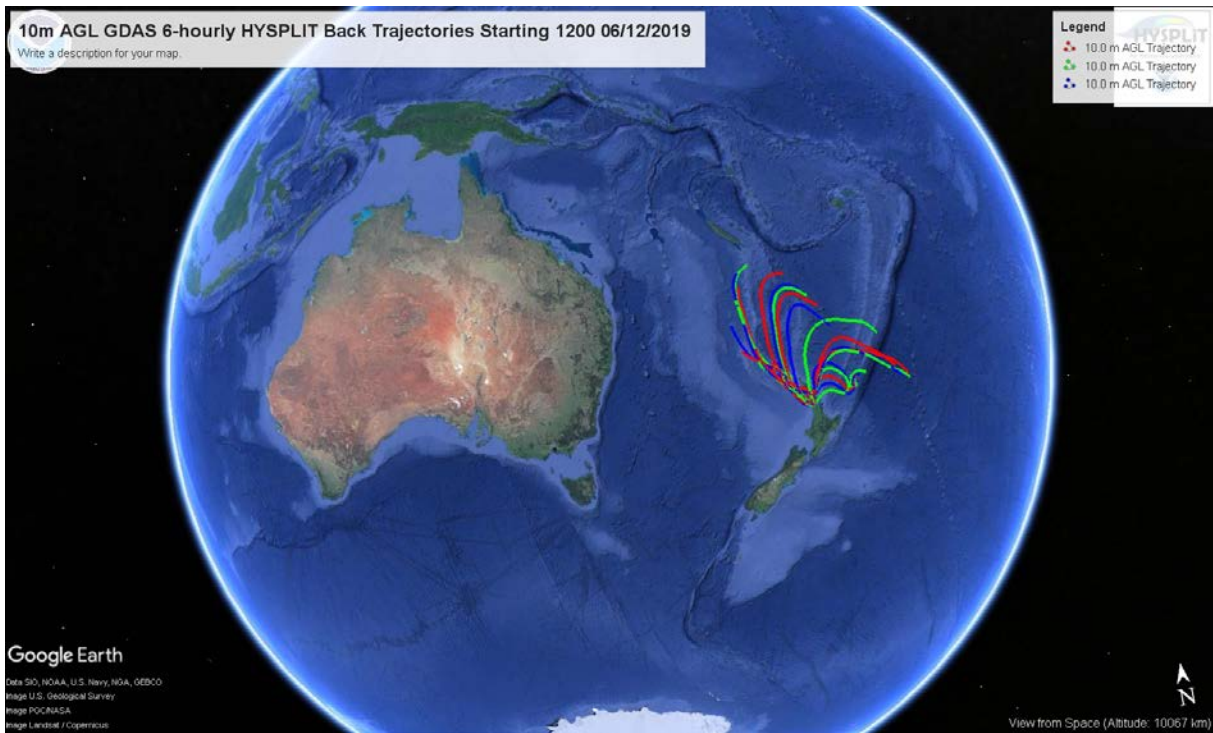 10m AGL GDAS 6-hourly HYSPLIT Back Trajectories Starting 1200 06/12/2019
Write a description for your map.
Legend
HYSPLIT
10.0 m AGL Trajectory
10.0 m AGL Trajectory
10.0 m AGL Trajectory
Google Earth
Data SIO, NOAA, U.S. Navy, NGA, GEBCO
Image U.S. Geological Survey
Image PGC/NASA
Image Landsat / Copernicus
N
View from Space (Altitude: 10067 km)